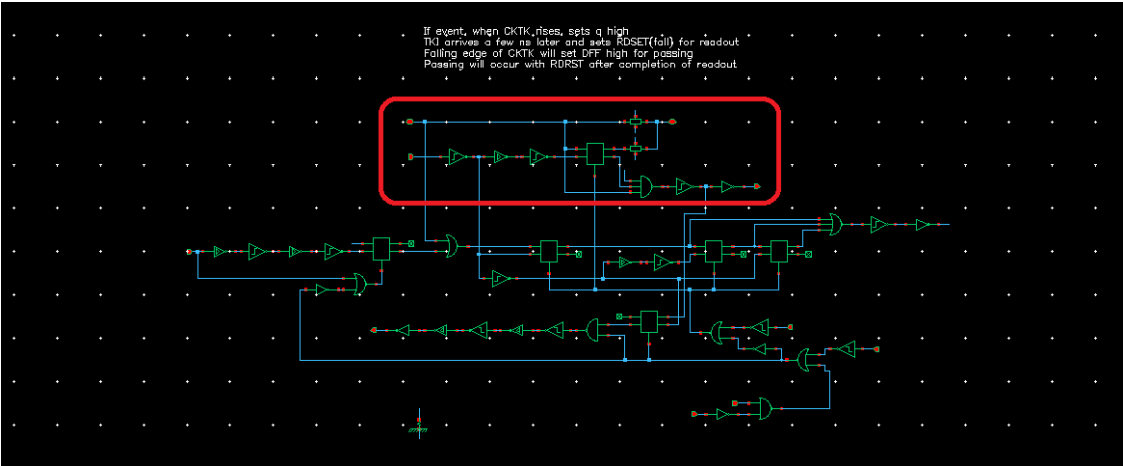 If event, when CKTK rises, sets q high
TKI arrives a few ns later and sets RDSET(fall) for readout
Falling edge of CKTK will set DFF high for passing
Passing will occur with RDRST after completion of readout